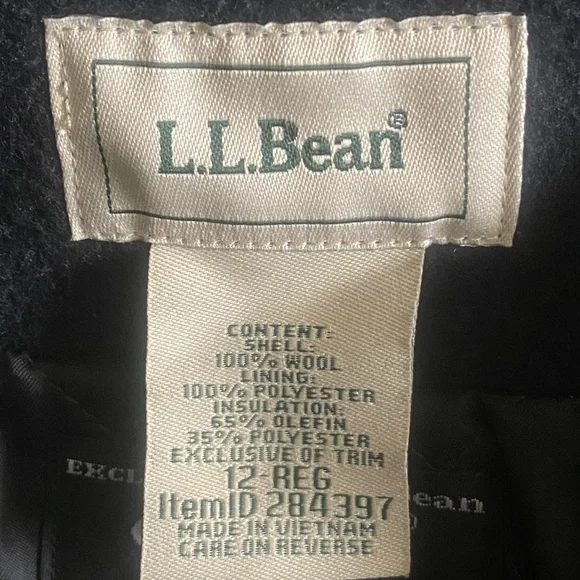 L.L.Bean®
CONTENT:
SHELL:
100% WOOL
LINING:
100% POLYESTER
INSULATION:
65% OLEFIN
35% POLYESTER
EXCLUSIVE OF TRIM
12-REG
ItemID 284397
MADE IN VIETNAM
CARE ON REVERSE